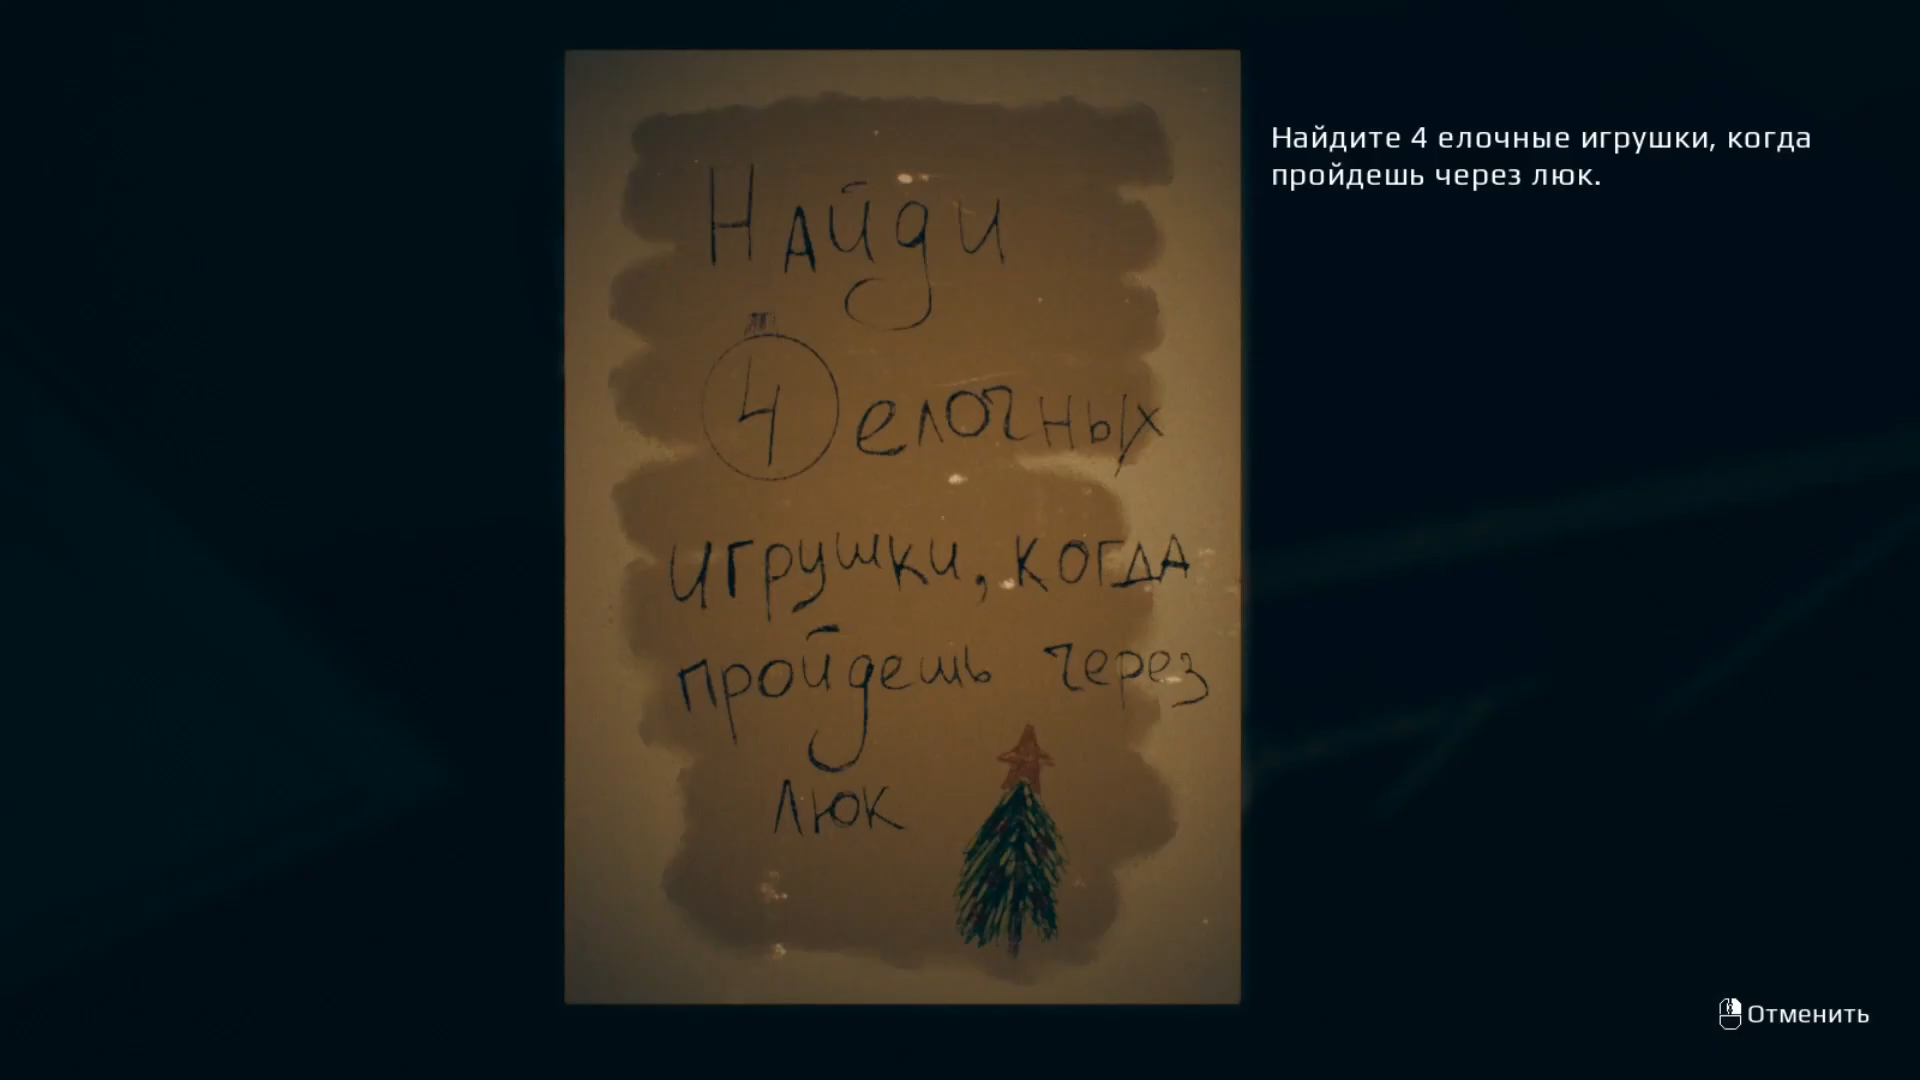 Найди
4 елочных
игрушки, когда
пройдешь через
люк
Найдите 4 елочные игрушки, когда
пройдешь через люк.
Отменить